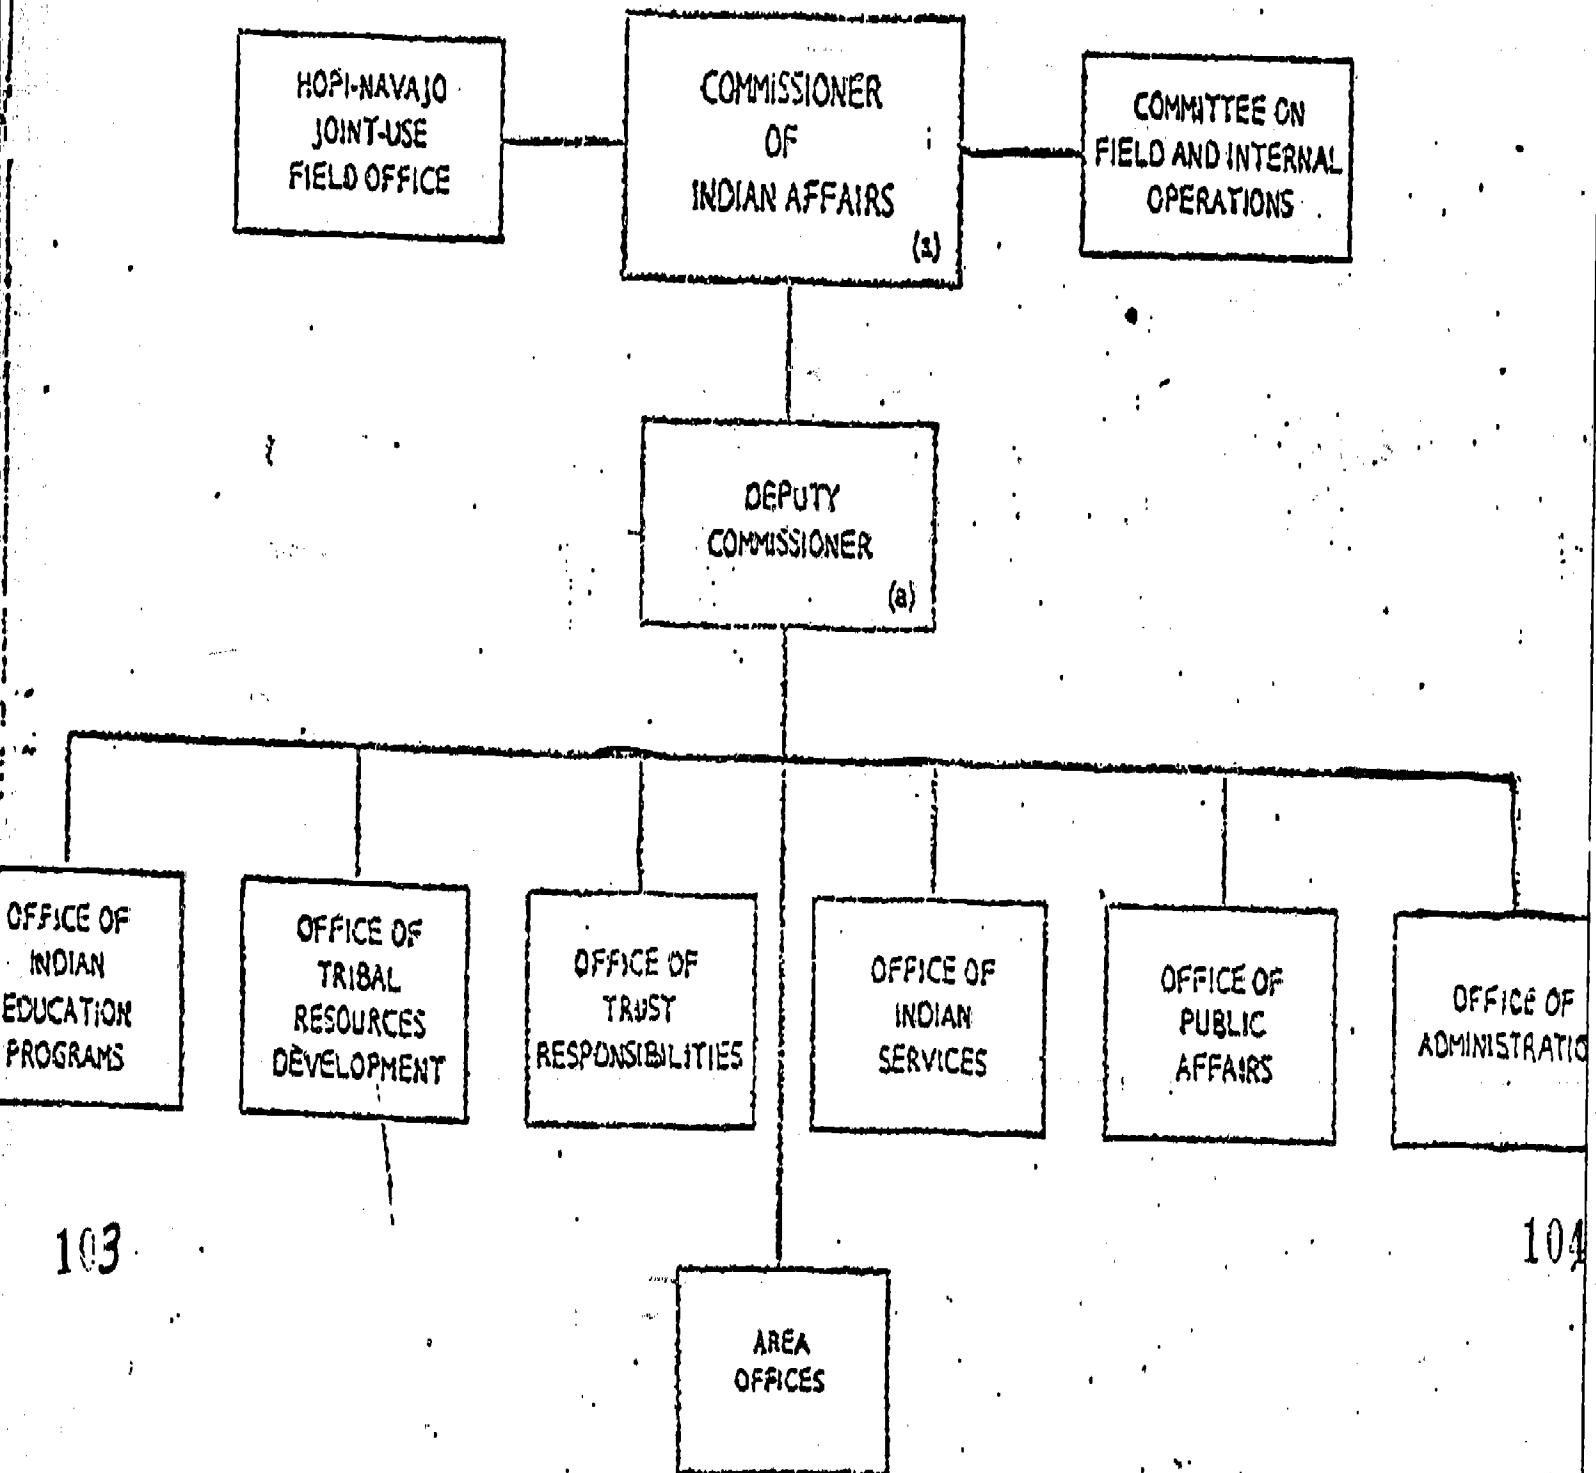 HOPI-NAVAJO
JOINT-USE
FIELD OFFICE
COMMISSIONER
OF
INDIAN AFFAIRS
(a)
COMMITTEE ON
FIELD AND INTERNAL
OPERATIONS
DEPUTY
COMMISSIONER
(a)
OFFICE OF
INDIAN
EDUCATION
PROGRAMS
OFFICE OF
TRIBAL
RESOURCES
DEVELOPMENT
OFFICE OF
TRUST
RESPONSIBILITIES
OFFICE OF
INDIAN
SERVICES
OFFICE OF
PUBLIC
AFFAIRS
OFFICE OF
ADMINISTRATIO
103
104
AREA
OFFICES